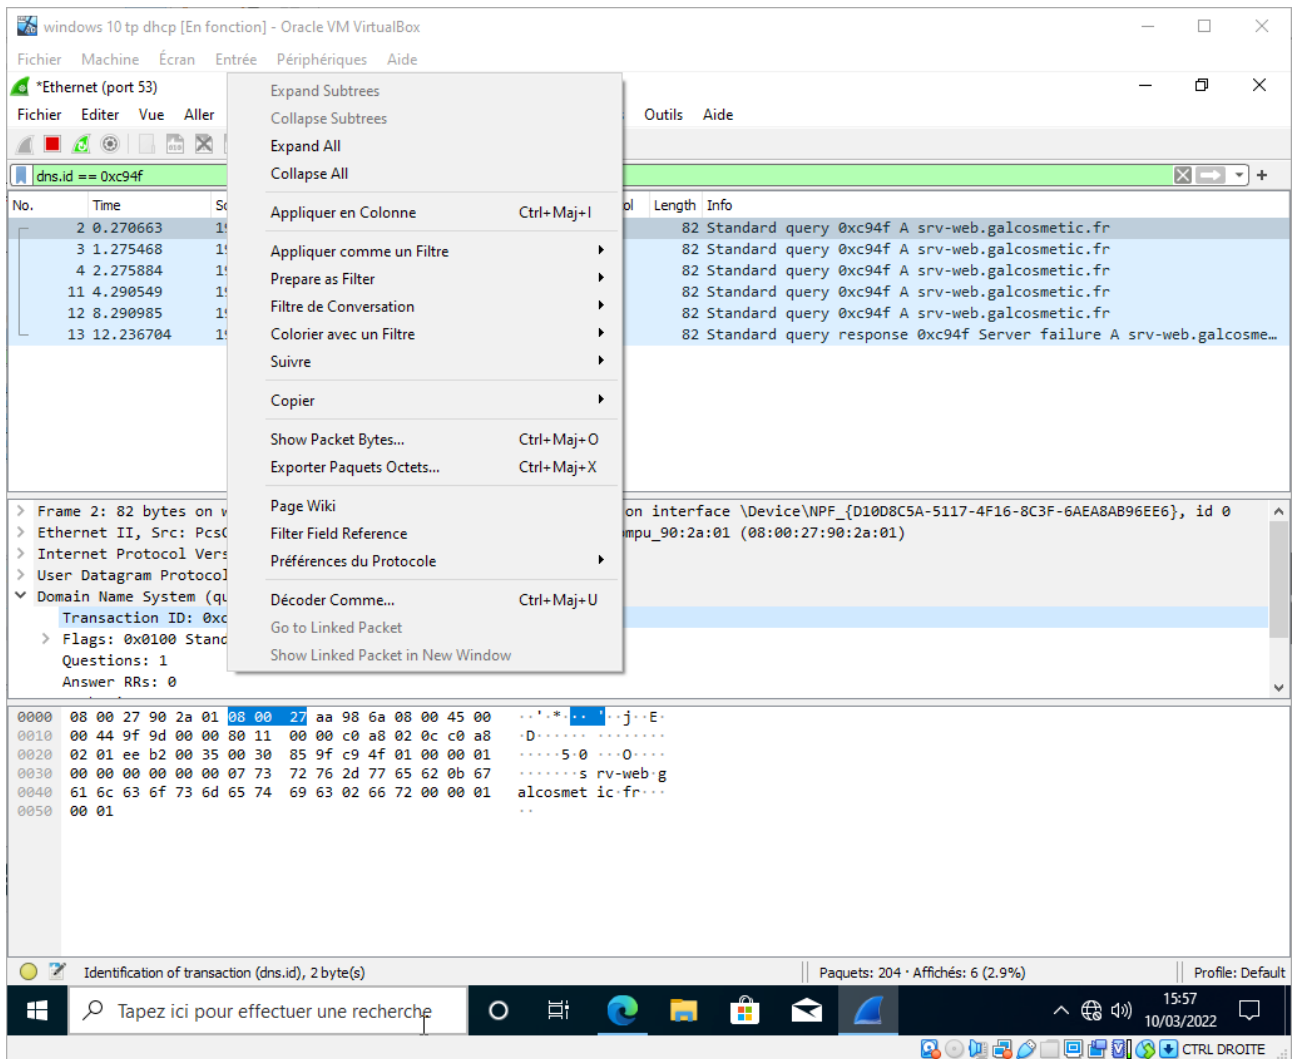 windows 10 tp dhcp [En fonction] - Oracle VM VirtualBox
Fichier Machine Écran Entrée Périphériques Aide
*Ethernet (port 53)
Fichier Editer Vue Aller Outils Aide
dns.id == 0xc94f
No. Time Length Info
2 0.270663 82 Standard query 0xc94f A srv-web.galcosmetic.fr
3 1.275468 82 Standard query 0xc94f A srv-web.galcosmetic.fr
4 2.275884 82 Standard query 0xc94f A srv-web.galcosmetic.fr
11 4.290549 82 Standard query 0xc94f A srv-web.galcosmetic.fr
12 8.290985 82 Standard query 0xc94f A srv-web.galcosmetic.fr
13 12.236704 82 Standard query response 0xc94f Server failure A srv-web.galcosme…
Expand Subtrees
Collapse Subtrees
Expand All
Collapse All
Appliquer en Colonne Ctrl+Maj+I
Appliquer comme un Filtre
Prepare as Filter
Filtre de Conversation
Colorier avec un Filtre
Suivre
Copier
Show Packet Bytes... Ctrl+Maj+O
Exporter Paquets Octets... Ctrl+Maj+X
Page Wiki
Filter Field Reference
Préférences du Protocole
Décoder Comme... Ctrl+Maj+U
Go to Linked Packet
Show Linked Packet in New Window
Frame 2: 82 bytes on on interface \Device\NPF_{D10D8C5A-5117-4F16-8C3F-6AEA8AB96EE6}, id 0
Ethernet II, Src: Pcs mpu_90:2a:01 (08:00:27:90:2a:01)
Internet Protocol Vers
User Datagram Protocol
Domain Name System (qu
Transaction ID: 0xc
Flags: 0x0100 Stand
Questions: 1
Answer RRs: 0
0000 08 00 27 90 2a 01 08 00 27 aa 98 6a 08 00 45 00 ··'·*··· '··j··E·
0010 00 44 9f 9d 00 00 80 11 00 00 c0 a8 02 0c c0 a8 ·D······ ········
0020 02 01 ee b2 00 35 00 30 85 9f c9 4f 01 00 00 01 ·····5·0 ···O····
0030 00 00 00 00 00 00 07 73 72 76 2d 77 65 62 0b 67 ·······s rv-web·g
0040 61 6c 63 6f 73 6d 65 74 69 63 02 66 72 00 00 01 alcosmet ic·fr···
0050 00 01 ··
Identification of transaction (dns.id), 2 byte(s) Paquets: 204 · Affichés: 6 (2.9%) Profile: Default
Tapez ici pour effectuer une recherche
15:57
10/03/2022
CTRL DROITE